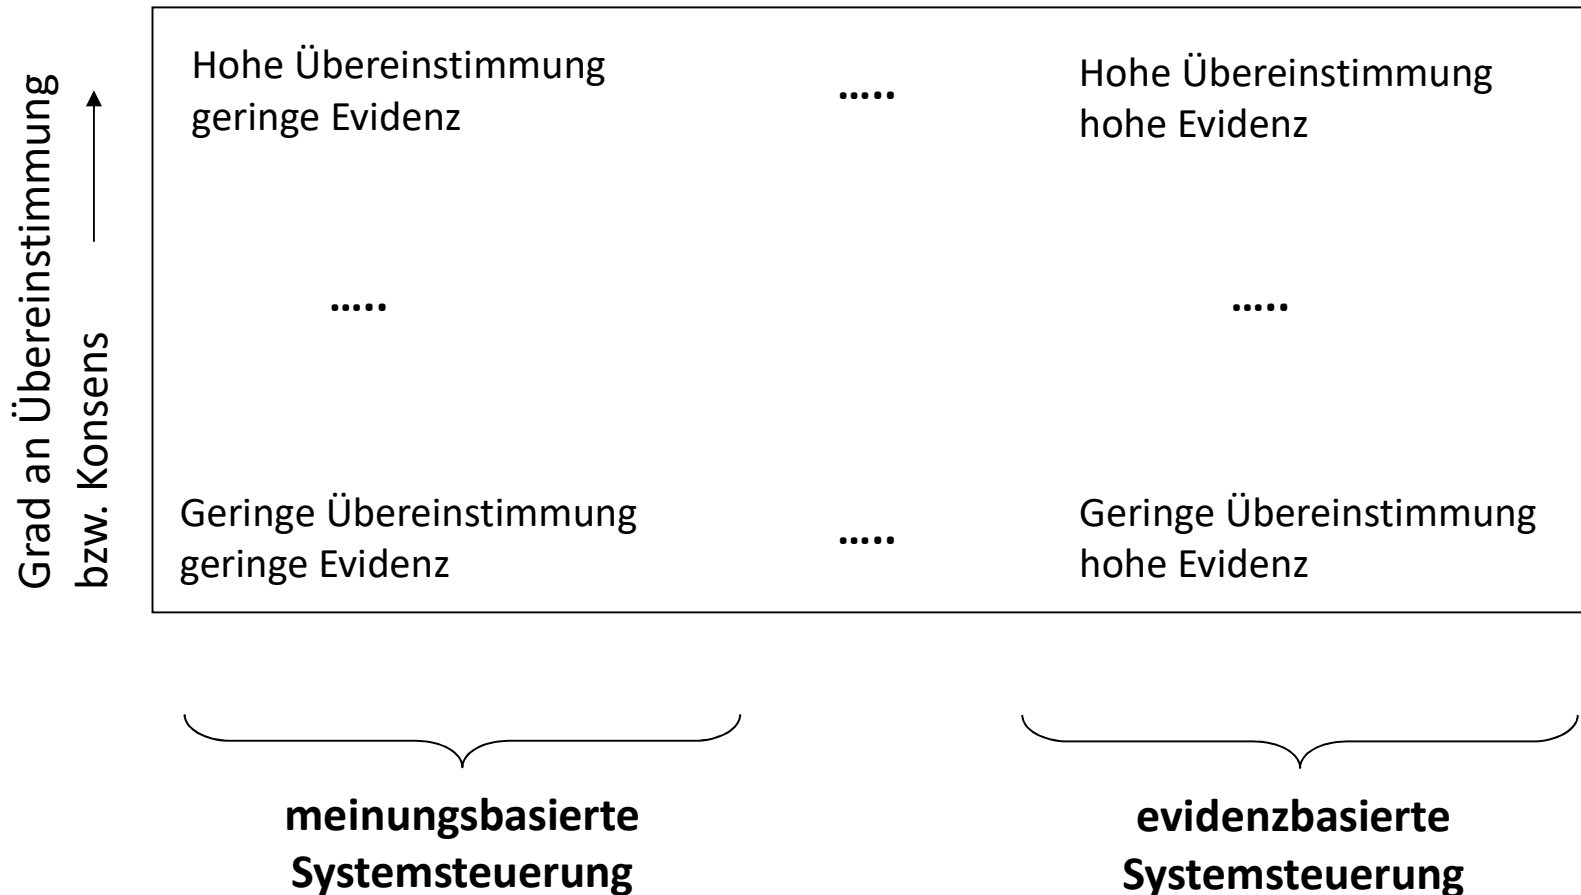 Grad an Übereinstimmung
bzw. Konsens
Hohe Übereinstimmung
geringe Evidenz
.....
Hohe Übereinstimmung
hohe Evidenz
.....
.....
Geringe Übereinstimmung
geringe Evidenz
.....
Geringe Übereinstimmung
hohe Evidenz
meinungsbasierte
Systemsteuerung
evidenzbasierte
Systemsteuerung